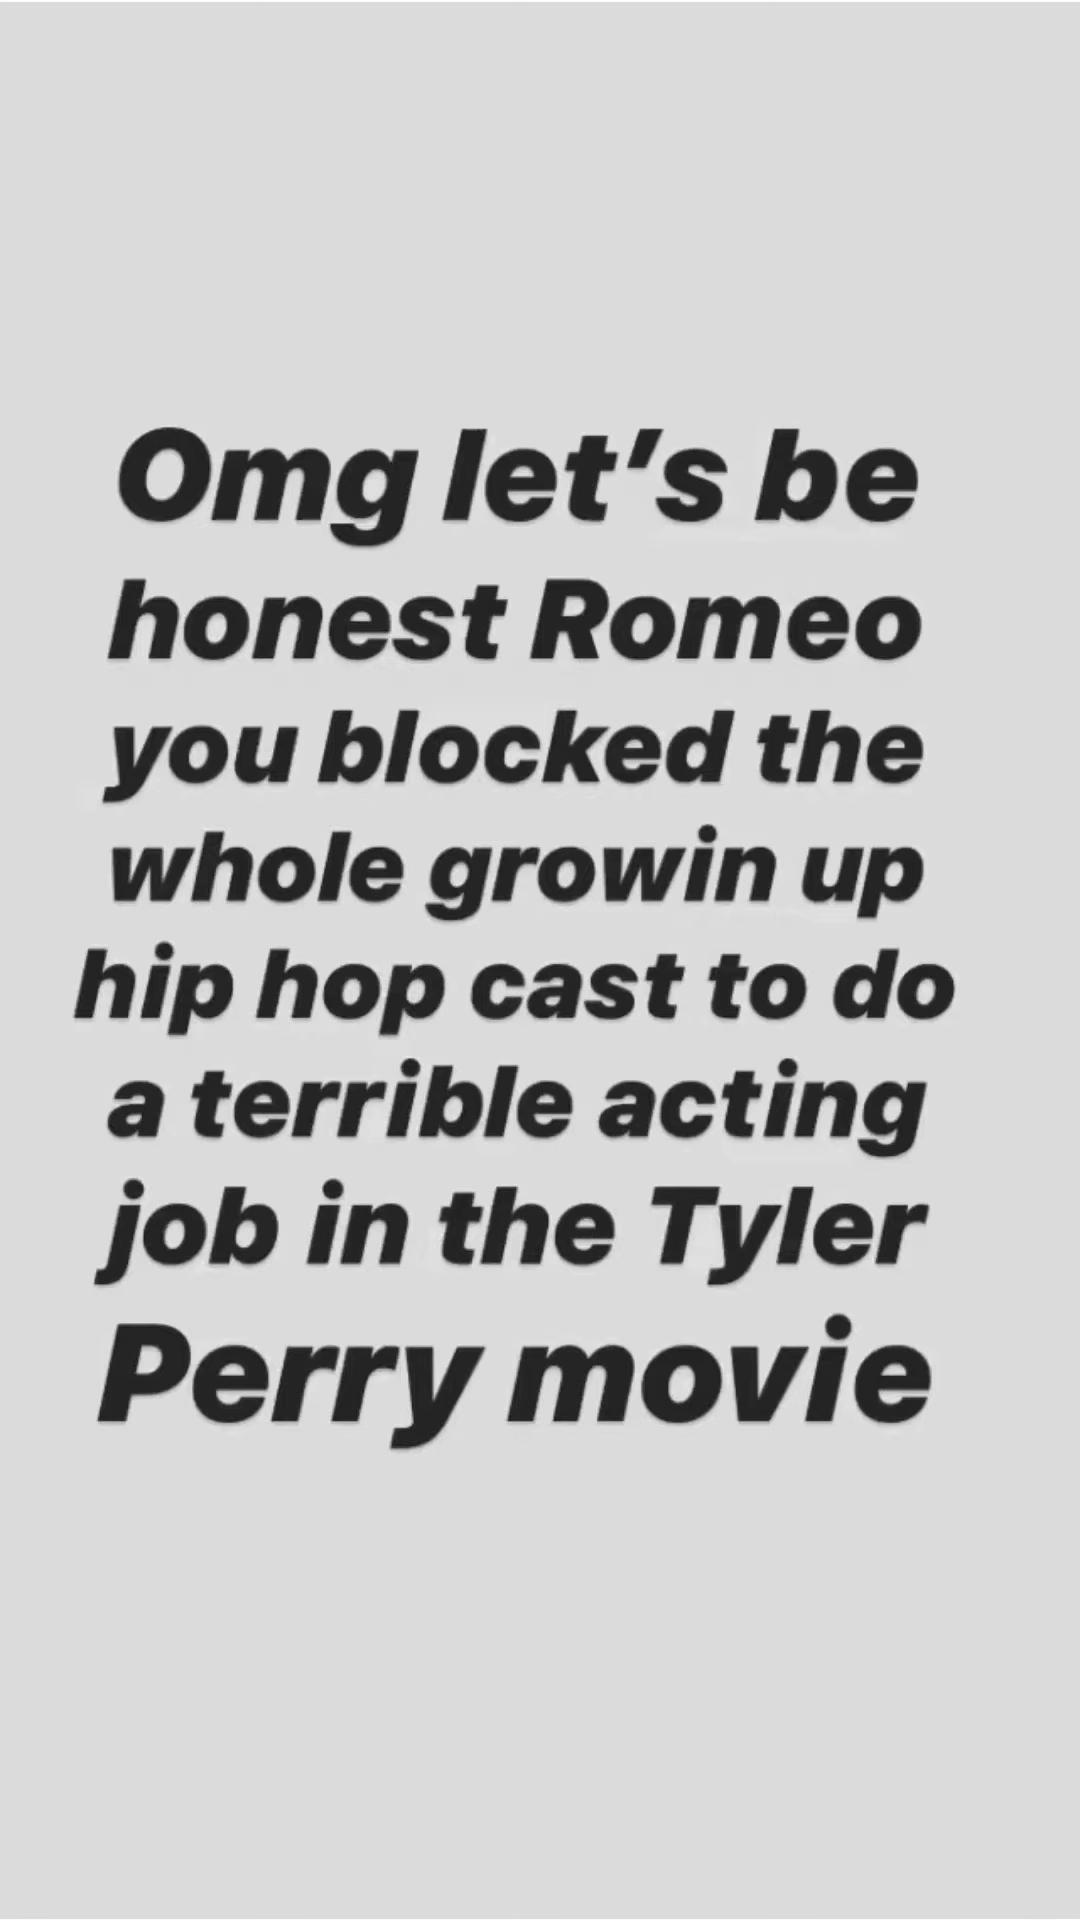 Omg let’s be
honest Romeo
you blocked the
whole growin up
hip hop cast to do
a terrible acting
job in the Tyler
Perry movie